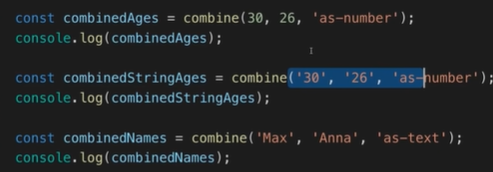 const combinedAges = combine(30, 26, 'as-number');
console.log(combinedAges);
const combinedStringAges = combine('30', '26', 'as-number');
console.log(combinedStringAges);
const combinedNames = combine('Max', 'Anna', 'as-text');
console.log(combinedNames);